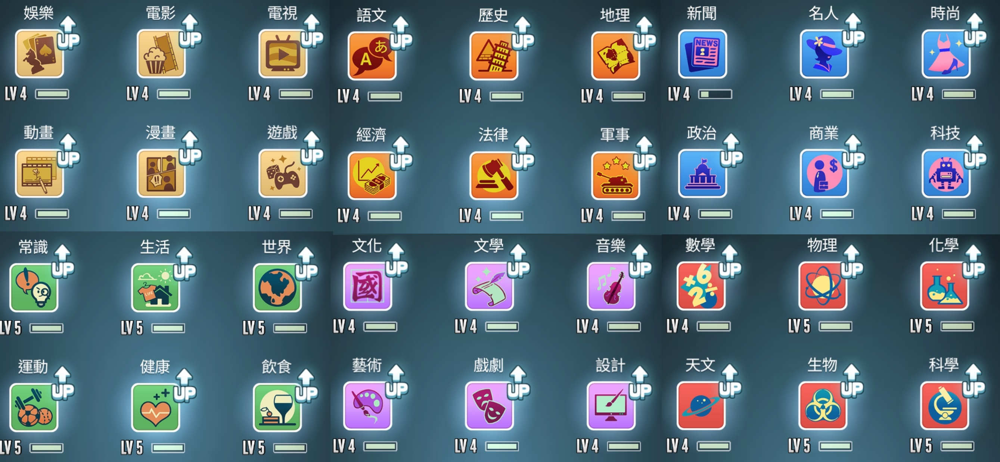 娛樂 電影 電視
UP UP UP
LV 4 LV 4 LV 4
動畫 漫畫 遊戲
UP UP UP
!!
LV 4 LV 4 LV 4
語文 歷史 地理
UP UP UP
A あ
LV 4 LV 4 LV 4
經濟 法律 軍事
UP UP UP
LV 4 LV 4 LV 4
新聞 名人 時尚
UP UP
NEWS
LV 4 LV 4 LV 4
政治 商業 科技
UP UP UP
$
LV 4 LV 4 LV 4
常識 生活 世界
UP UP UP
!
LIFE
LV 5 LV 5 LV 5
運動 健康 飲食
UP UP UP
++
LV 5 LV 5 LV 5
文化 文學 音樂
UP UP UP
國
LV 4 LV 4 LV 4
藝術 戲劇 設計
UP UP UP
LV 4 LV 4 LV 4
數學 物理 化學
UP UP UP
+6
2÷
LV 4 LV 5 LV 5
天文 生物 科學
UP UP UP
LV 4 LV 5 LV 5